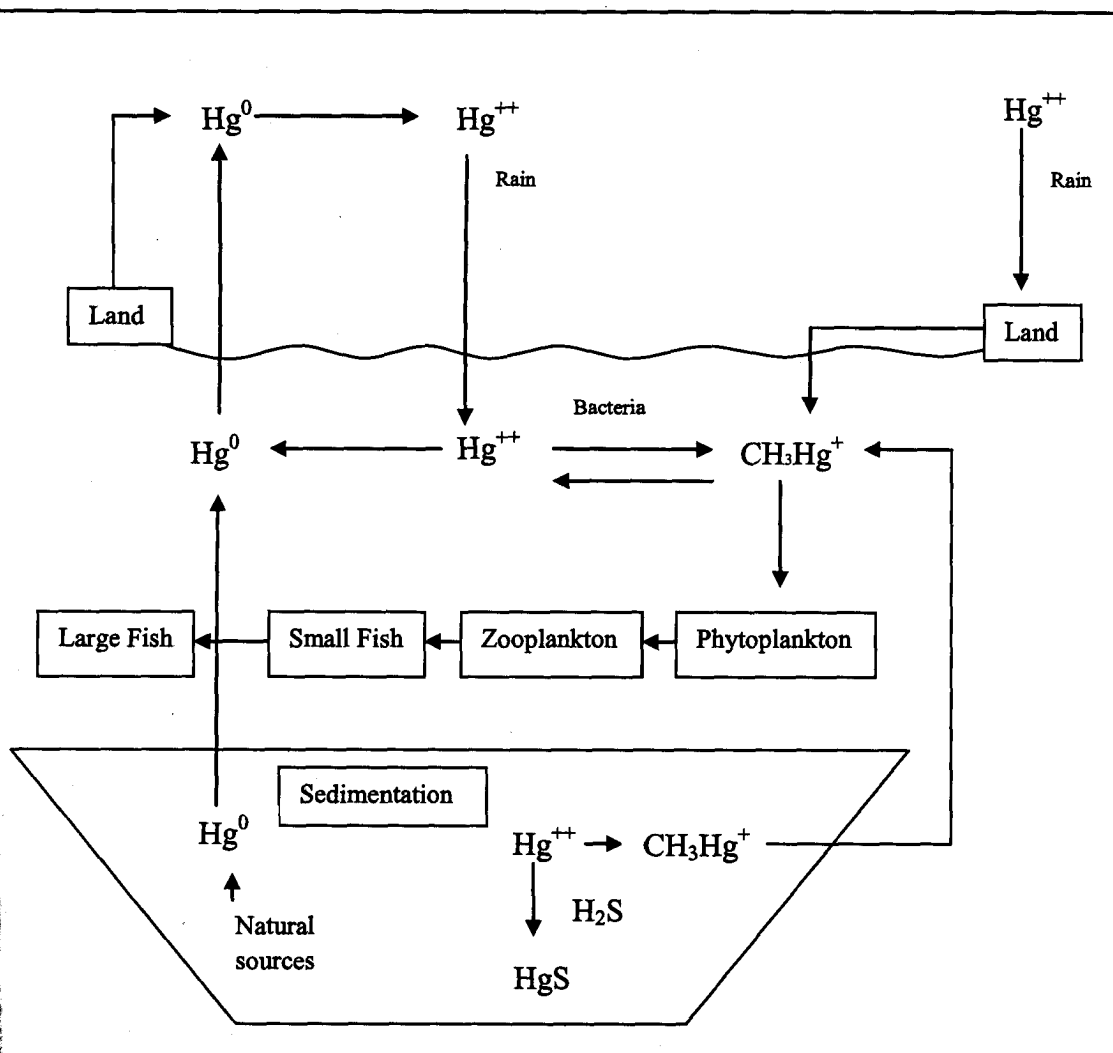 Hg⁰
Hg⁺⁺
Hg⁺⁺
Rain
Rain
Land
Land
Bacteria
Hg⁰
Hg⁺⁺
CH₃Hg⁺
Large Fish
Small Fish
Zooplankton
Phytoplankton
Sedimentation
Hg⁰
Hg⁺⁺
CH₃Hg⁺
H₂S
Natural
sources
HgS